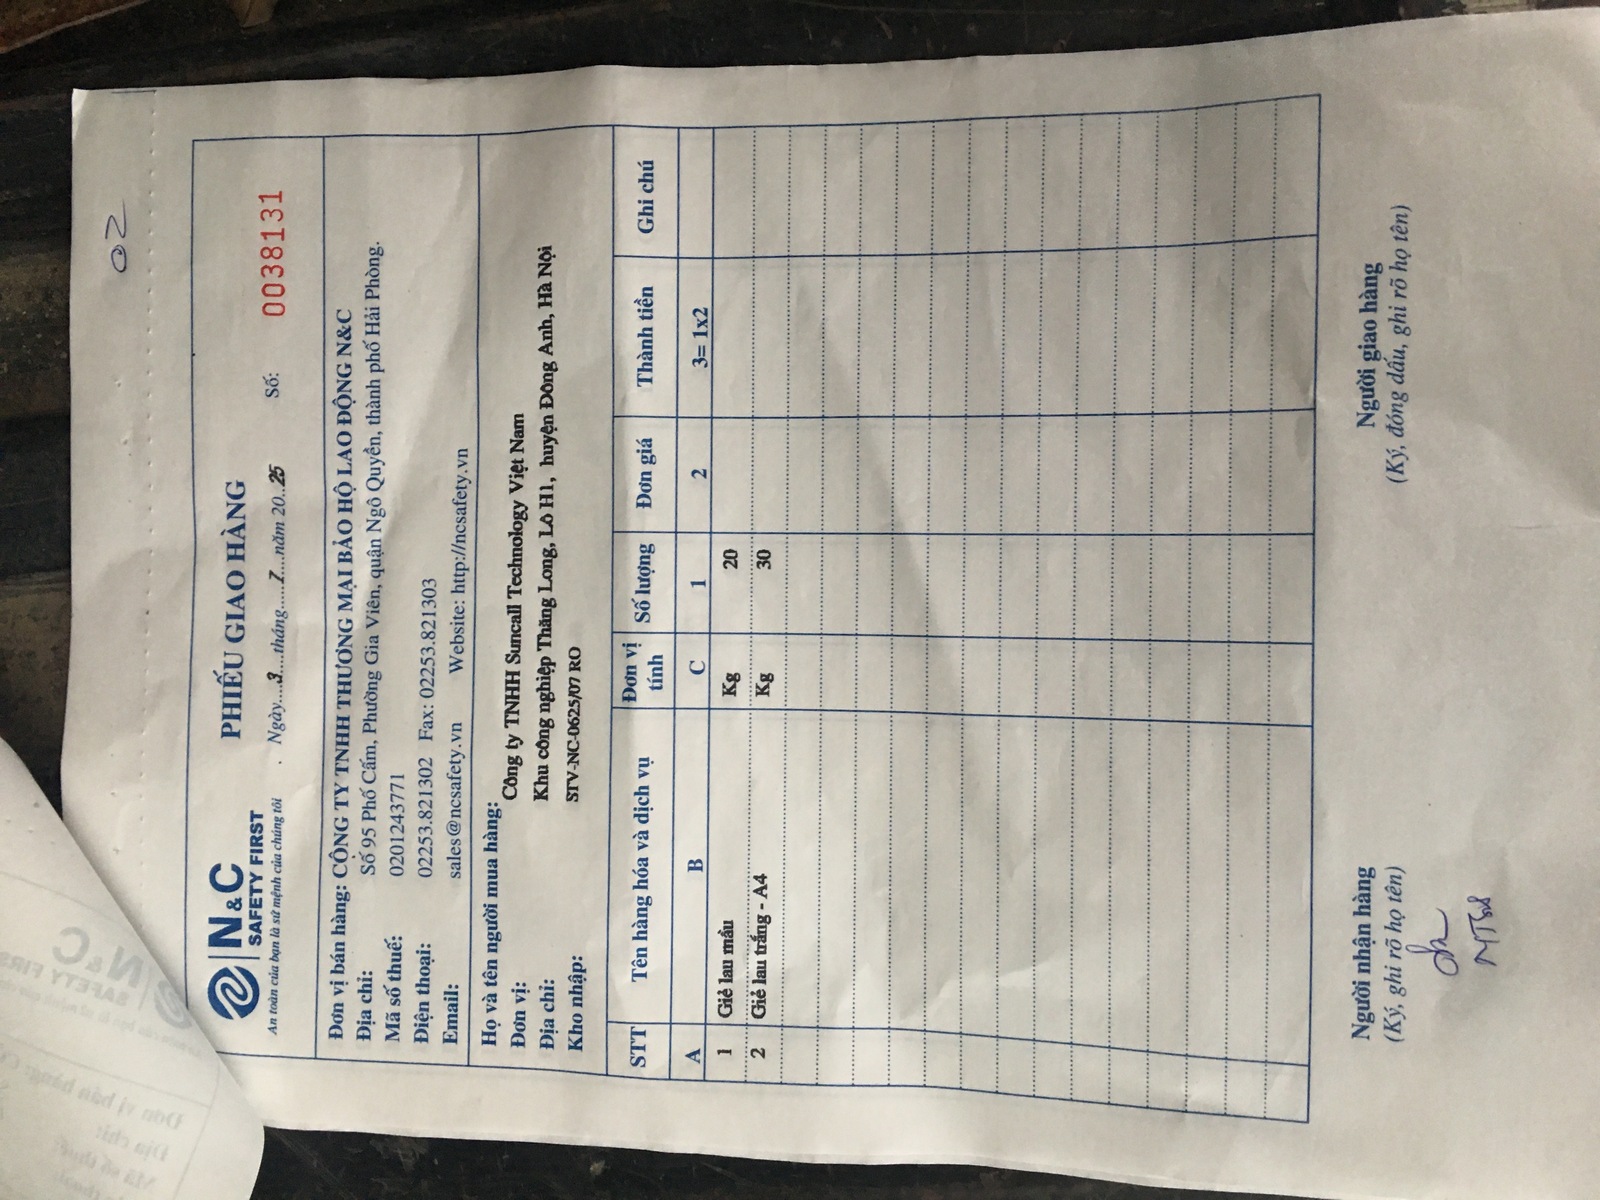 02
N&C
SAFETY FIRST
An toàn của bạn là sứ mệnh của chúng tôi
PHIẾU GIAO HÀNG
Ngày...3...tháng.....7....năm 20..25
Số: 0038131
Đơn vị bán hàng: CÔNG TY TNHH THƯƠNG MẠI BẢO HỘ LAO ĐỘNG N&C
Địa chỉ: Số 95 Phố Cấm, Phường Gia Viên, quận Ngô Quyền, thành phố Hải Phòng.
Mã số thuế: 0201243771
Điện thoại: 02253.821302 Fax: 02253.821303
Email: sales@ncsafety.vn Website: http://ncsafety.vn
Họ và tên người mua hàng:
Đơn vị: Công ty TNHH Suncall Technology Việt Nam
Địa chỉ: Khu công nghiệp Thăng Long, Lô H1, huyện Đông Anh, Hà Nội
Kho nhập: STV-NC-0625/07 RO
STT Tên hàng hóa và dịch vụ Đơn vị tính Số lượng Đơn giá Thành tiền Ghi chú
A B C 1 2 3= 1x2
1 Giẻ lau mầu Kg 20
2 Giẻ lau trắng - A4 Kg 30
Người nhận hàng Người giao hàng
(Ký, ghi rõ họ tên) (Ký, đóng dấu, ghi rõ họ tên)